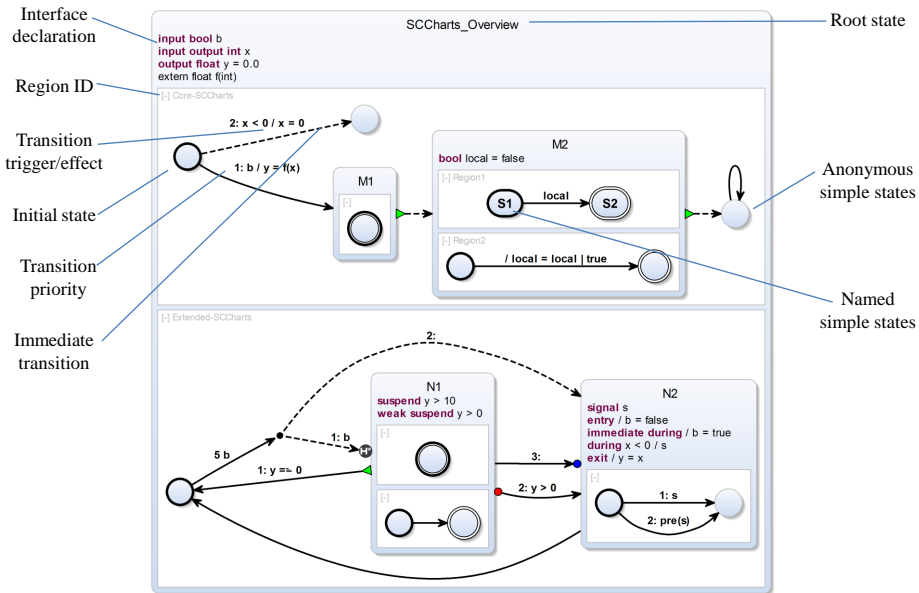 Interface
declaration
SCCharts_Overview
Root state
input bool b
input output int x
output float y = 0.0
extern float f(int)
Region ID
[-] Core-SCCharts
2: x < 0 / x = 0
Transition
trigger/effect
1: b / y = f(x)
M1
[-]
M2
bool local = false
[-] Region1
S1
local
S2
[-] Region2
/ local = local | true
Anonymous
simple states
Initial state
Transition
priority
Named
simple states
Immediate
transition
[-] Extended-SCCharts
2:
N1
suspend y > 10
weak suspend y > 0
[-]
[-]
1: b
H*
5 b
1: y =- 0
3:
2: y > 0
N2
signal s
entry / b = false
immediate during / b = true
during x < 0 / s
exit / y = x
[-]
1: s
2: pre(s)